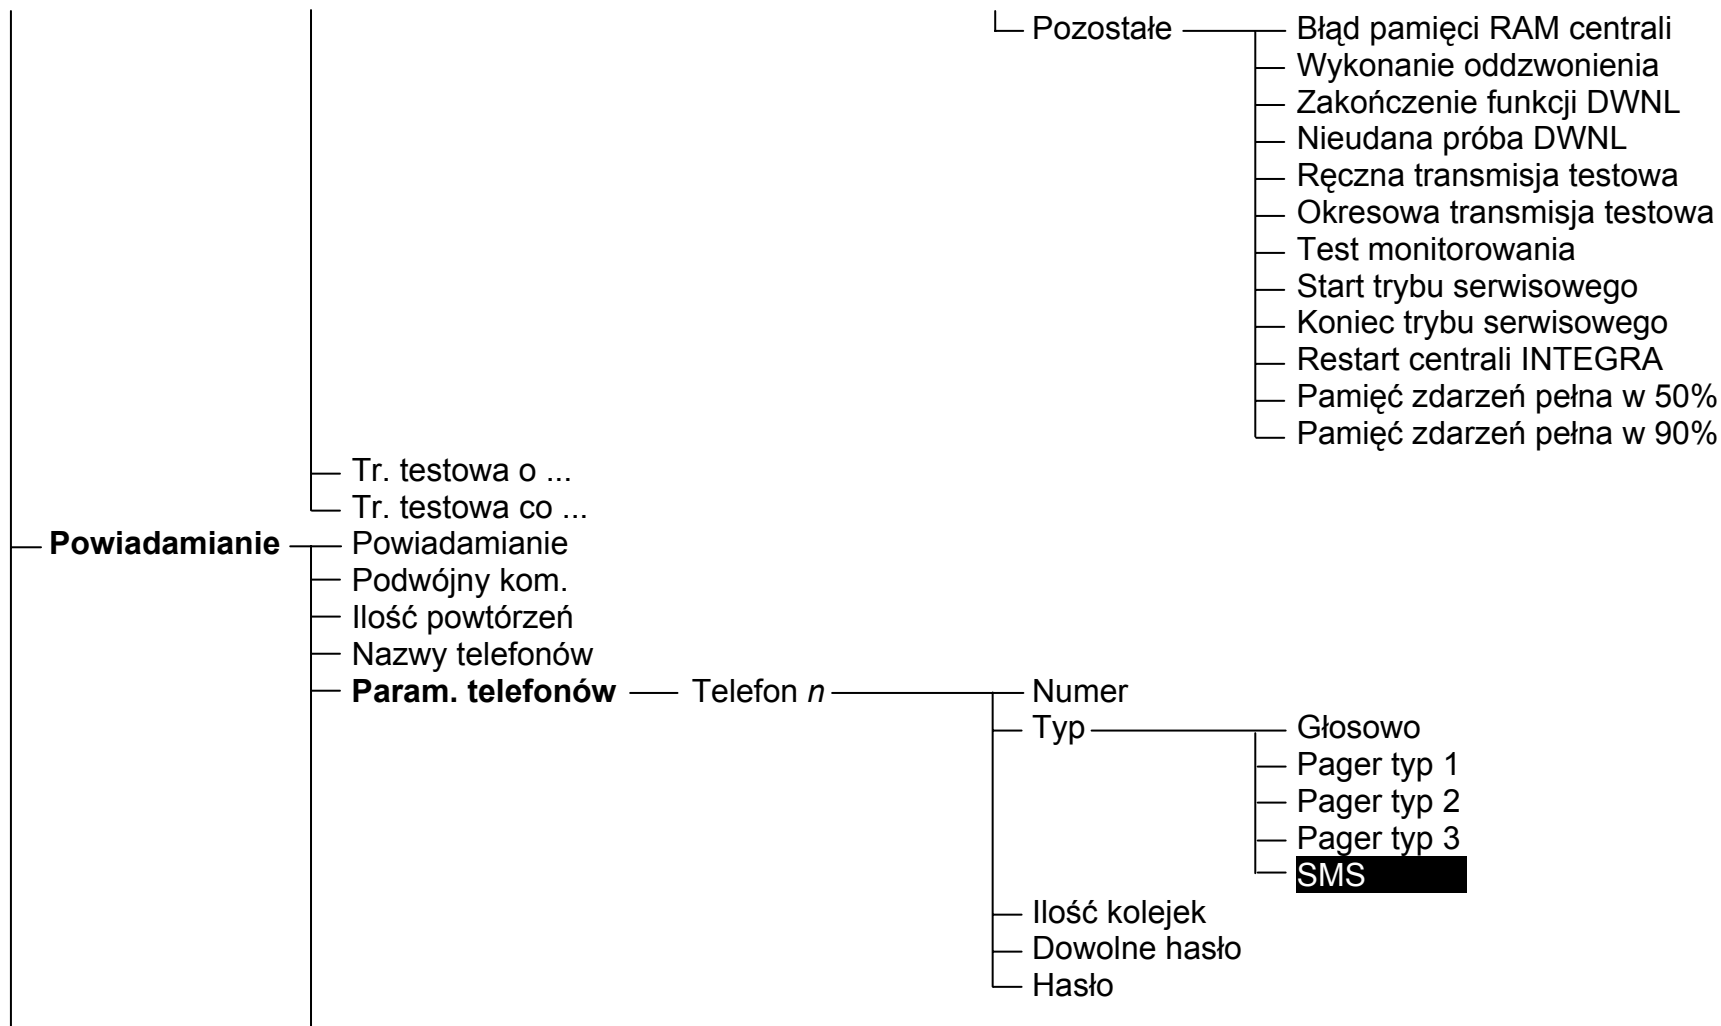 Pozostałe Błąd pamięci RAM centrali
Wykonanie oddzwonienia
Zakończenie funkcji DWNL
Nieudana próba DWNL
Ręczna transmisja testowa
Okresowa transmisja testowa
Test monitorowania
Start trybu serwisowego
Koniec trybu serwisowego
Restart centrali INTEGRA
Pamięć zdarzeń pełna w 50%
Pamięć zdarzeń pełna w 90%
Tr. testowa o ...
Tr. testowa co ...
Powiadamianie Powiadamianie
Podwójny kom.
Ilość powtórzeń
Nazwy telefonów
Param. telefonów Telefon n Numer
Typ Głosowo
Pager typ 1
Pager typ 2
Pager typ 3
SMS
Ilość kolejek
Dowolne hasło
Hasło